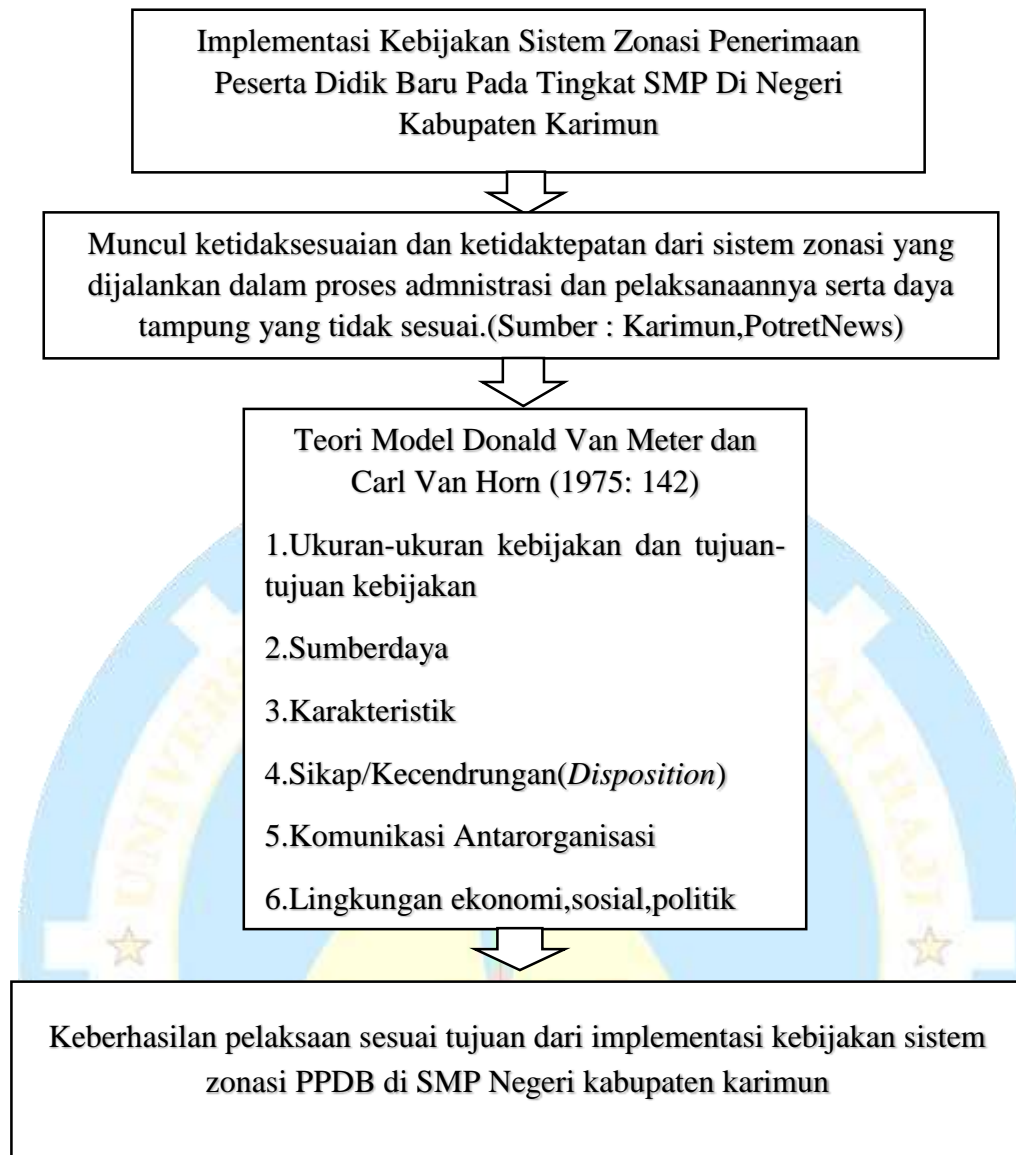 Implementasi Kebijakan Sistem Zonasi Penerimaan
Peserta Didik Baru Pada Tingkat SMP Di Negeri
Kabupaten Karimun
Muncul ketidaksesuaian dan ketidaktepatan dari sistem zonasi yang
dijalankan dalam proses admnistrasi dan pelaksanaannya serta daya
tampung yang tidak sesuai.(Sumber : Karimun,PotretNews)
Teori Model Donald Van Meter dan
Carl Van Horn (1975: 142)
1.Ukuran-ukuran kebijakan dan tujuan-
tujuan kebijakan
2.Sumberdaya
3.Karakteristik
4.Sikap/Kecendrungan(Disposition)
5.Komunikasi Antarorganisasi
6.Lingkungan ekonomi,sosial,politik
Keberhasilan pelaksaan sesuai tujuan dari implementasi kebijakan sistem
zonasi PPDB di SMP Negeri kabupaten karimun
UNIVER
ALI HAJI